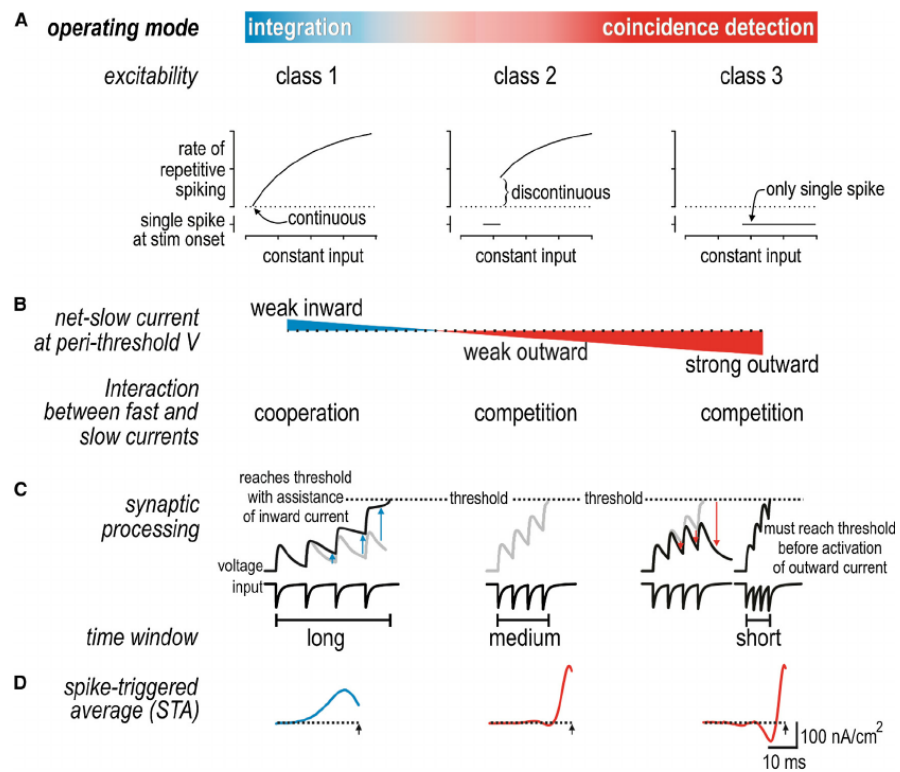 A
operating mode
integration
coincidence detection
excitability
class 1
class 2
class 3
rate of
repetitive
spiking
single spike
at stim onset
continuous
discontinuous
only single spike
constant input
constant input
constant input
B
net-slow current
at peri-threshold V
weak inward
weak outward
strong outward
Interaction
between fast and
slow currents
cooperation
competition
competition
C
synaptic
processing
reaches threshold
with assistance
of inward current
threshold
threshold
must reach threshold
before activation
of outward current
voltage
input
time window
long
medium
short
D
spike-triggered
average (STA)
100 nA/cm²
10 ms